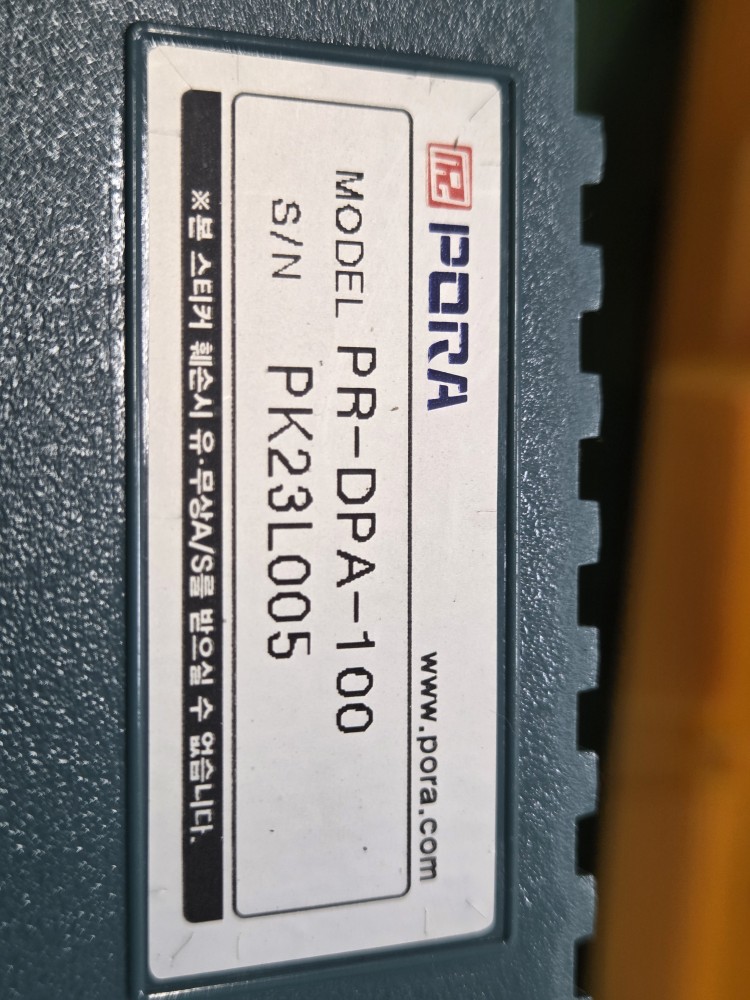 PORA
www.pora.com
MODEL PR-DPA-100
S/N PK23L005
※본 스티커 훼손시 유·무상A/S를 받으실 수 없습니다.